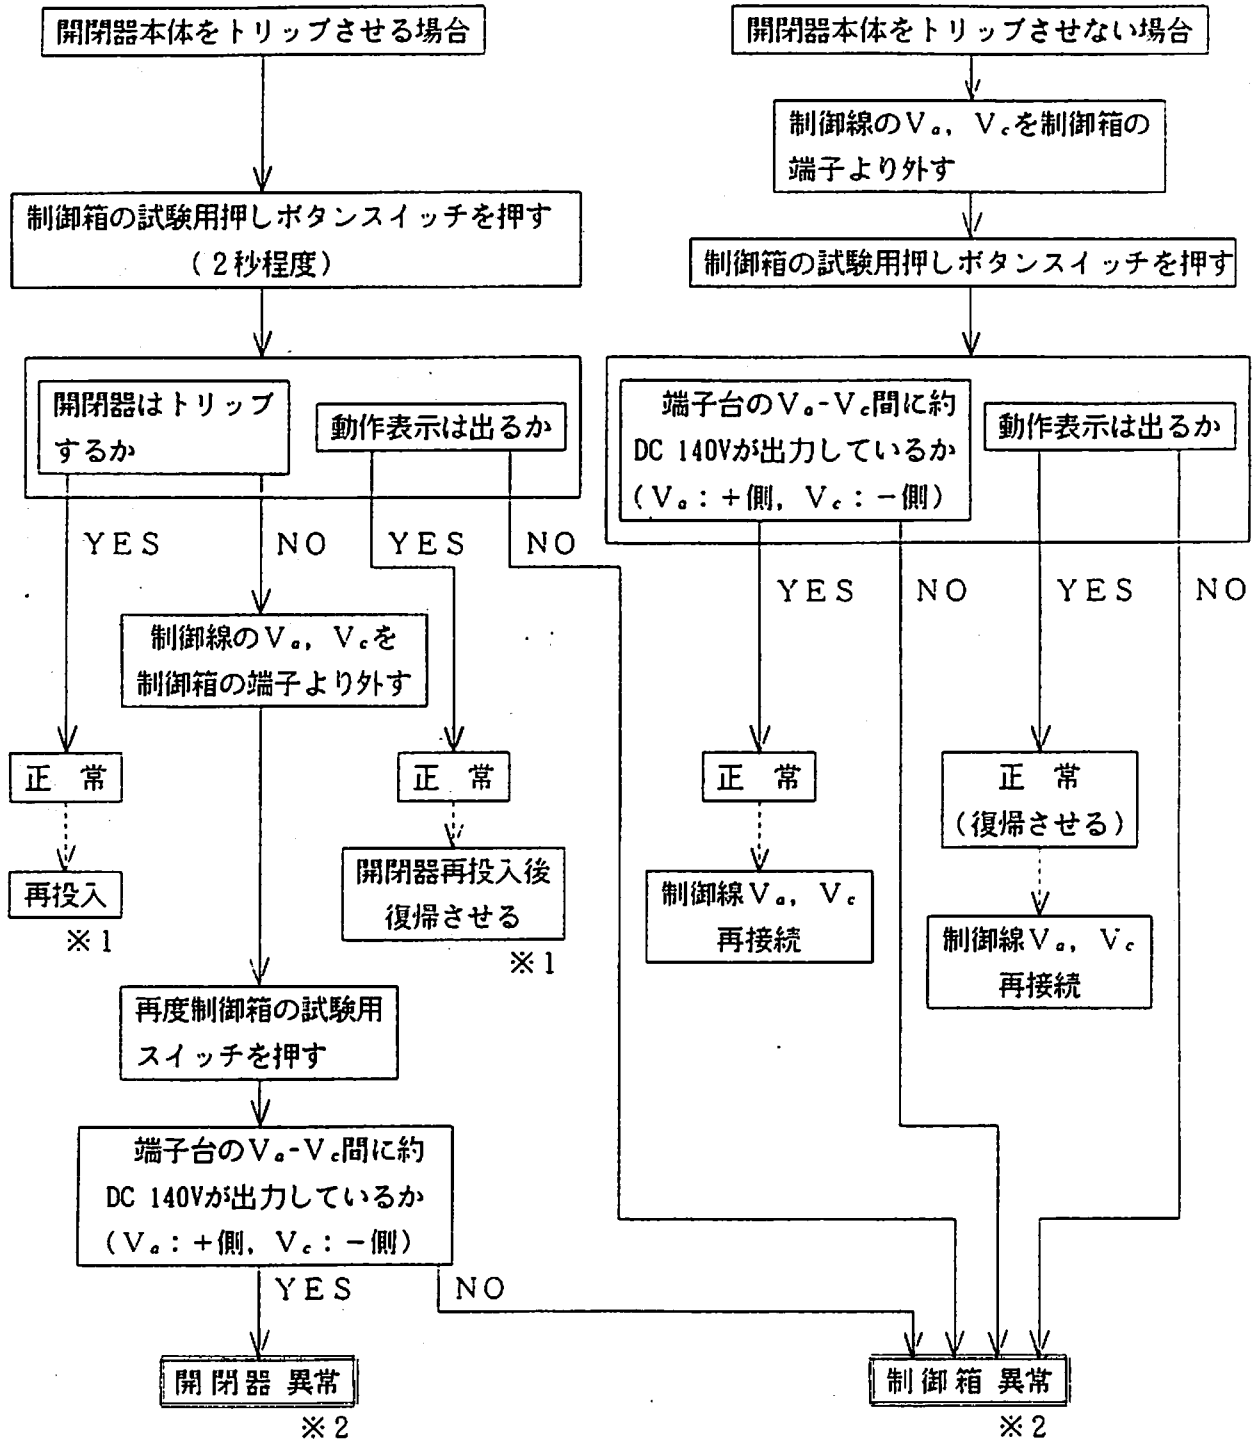 開閉器本体をトリップさせる場合
制御箱の試験用押しボタンスイッチを押す
(2秒程度)
開閉器はトリップ
するか
動作表示は出るか
YES
NO
YES
NO
制御線のVa, Vcを
制御箱の端子より外す
正 常
再投入
※1
正 常
開閉器再投入後
復帰させる
※1
再度制御箱の試験用
スイッチを押す
端子台のVa-Vc間に約
DC 140Vが出力しているか
(Va:+側, Vc:-側)
YES
NO
開閉器 異常
※2
開閉器本体をトリップさせない場合
制御線のVa, Vcを制御箱の
端子より外す
制御箱の試験用押しボタンスイッチを押す
端子台のVa-Vc間に約
DC 140Vが出力しているか
(Va:+側, Vc:-側)
動作表示は出るか
YES
NO
YES
NO
正 常
制御線Va, Vc
再接続
正 常
(復帰させる)
制御線Va, Vc
再接続
制御箱 異常
※2